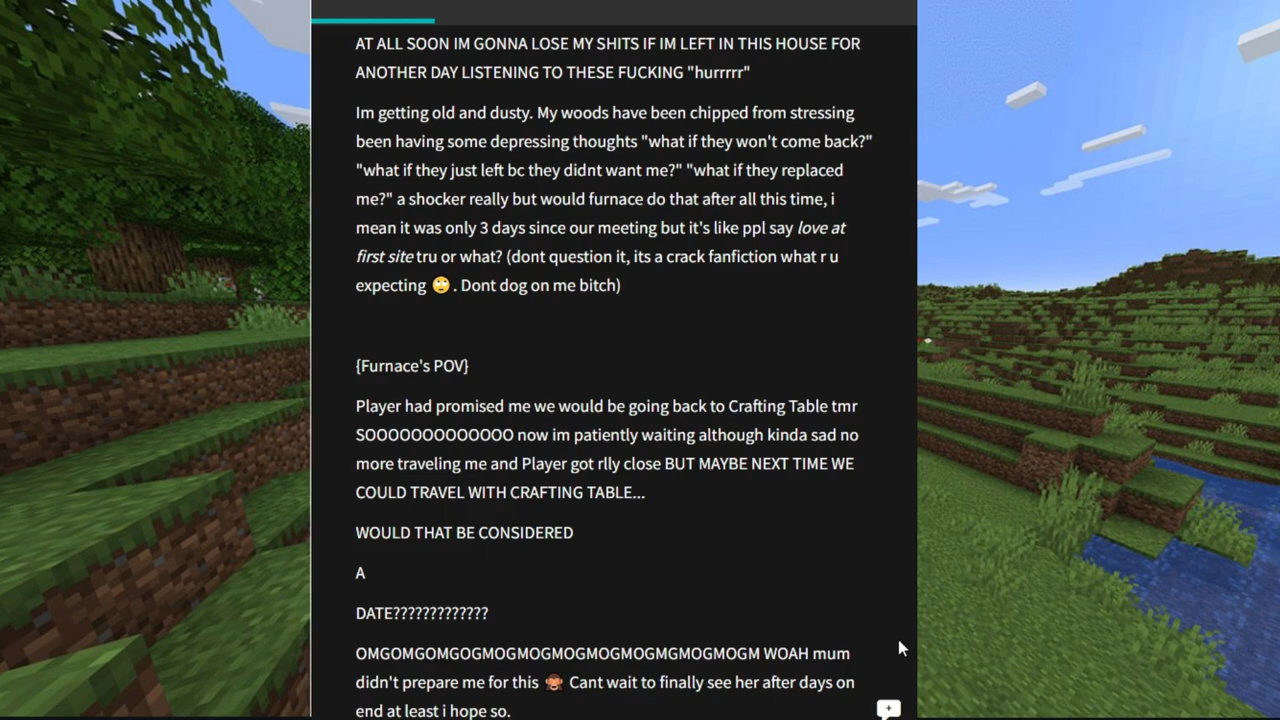 AT ALL SOON IM GONNA LOSE MY SHITS IF IM LEFT IN THIS HOUSE FOR
ANOTHER DAY LISTENING TO THESE FUCKING "hurrrrr"
Im getting old and dusty. My woods have been chipped from stressing
been having some depressing thoughts "what if they won't come back?"
"what if they just left bc they didnt want me?" "what if they replaced
me?" a shocker really but would furnace do that after all this time, i
mean it was only 3 days since our meeting but it's like ppl say love at
first site tru or what? (dont question it, its a crack fanfiction what r u
expecting 🙄. Dont dog on me bitch)
{Furnace's POV}
Player had promised me we would be going back to Crafting Table tmr
SOOOOOOOOOOOOO now im patiently waiting although kinda sad no
more traveling me and Player got rlly close BUT MAYBE NEXT TIME WE
COULD TRAVEL WITH CRAFTING TABLE...
WOULD THAT BE CONSIDERED
A
DATE?????????????
OMGOMGOMGOGMOGMOGMOGMOGMOGMGMOGMOGM WOAH mum
didn't prepare me for this 🙊 Cant wait to finally see her after days on
end at least i hope so.